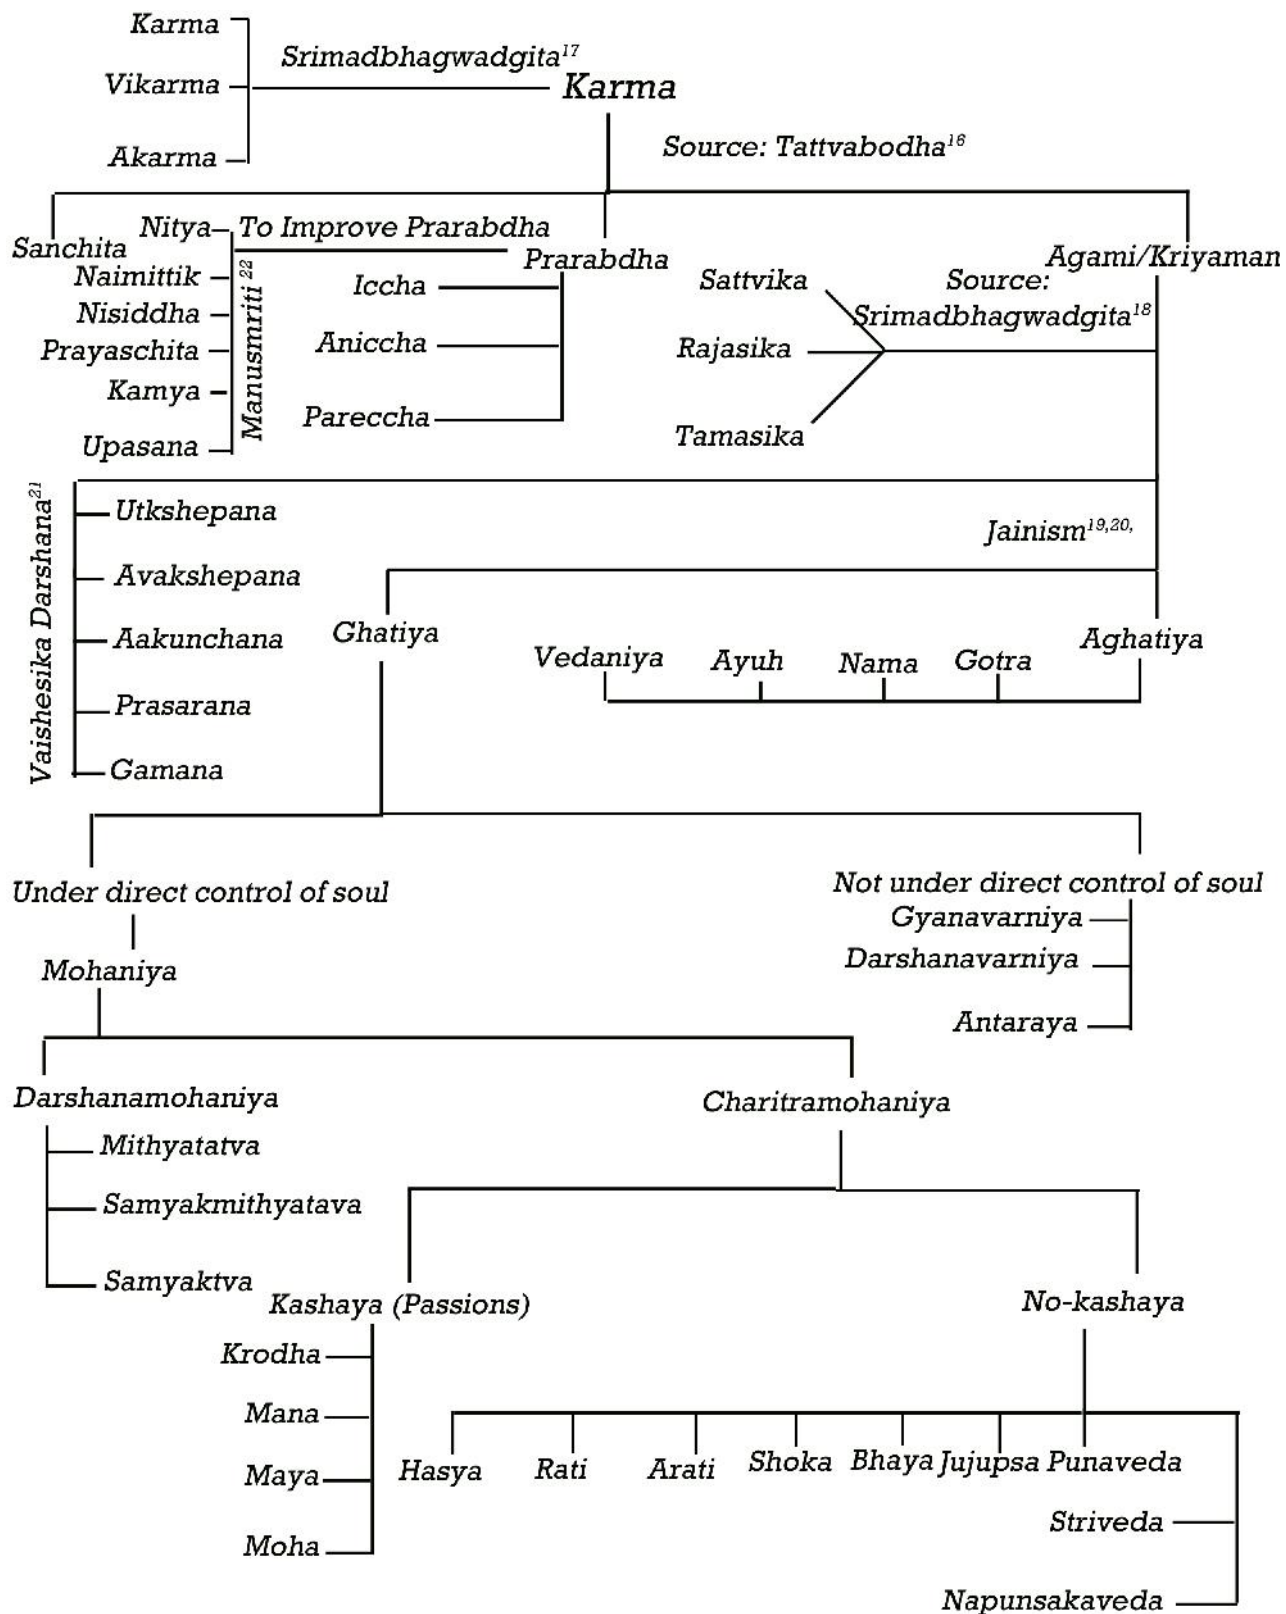 Karma
Srimadbhagwadgita17
Vikarma
Karma
Akarma
Source: Tattvabodha16
Sanchita
Nitya
To Improve Prarabdha
Prarabdha
Agami/Kriyaman
Naimittik
Nisiddha
Prayaschita
Kamya
Upasana
Manusmriti 22
Iccha
Aniccha
Pareccha
Sattvika
Rajasika
Tamasika
Source:
Srimadbhagwadgita18
Vaishesika Darshana21
Utkshepana
Avakshepana
Aakunchana
Prasarana
Gamana
Jainism19,20,
Ghatiya
Aghatiya
Vedaniya
Ayuh
Nama
Gotra
Under direct control of soul
Not under direct control of soul
Gyanavarniya
Darshanavarniya
Antaraya
Mohaniya
Darshanamohaniya
Charitramohaniya
Mithyatatva
Samyakmithyatava
Samyaktva
Kashaya (Passions)
No-kashaya
Krodha
Mana
Maya
Moha
Hasya
Rati
Arati
Shoka
Bhaya
Jujupsa
Punaveda
Striveda
Napunsakaveda